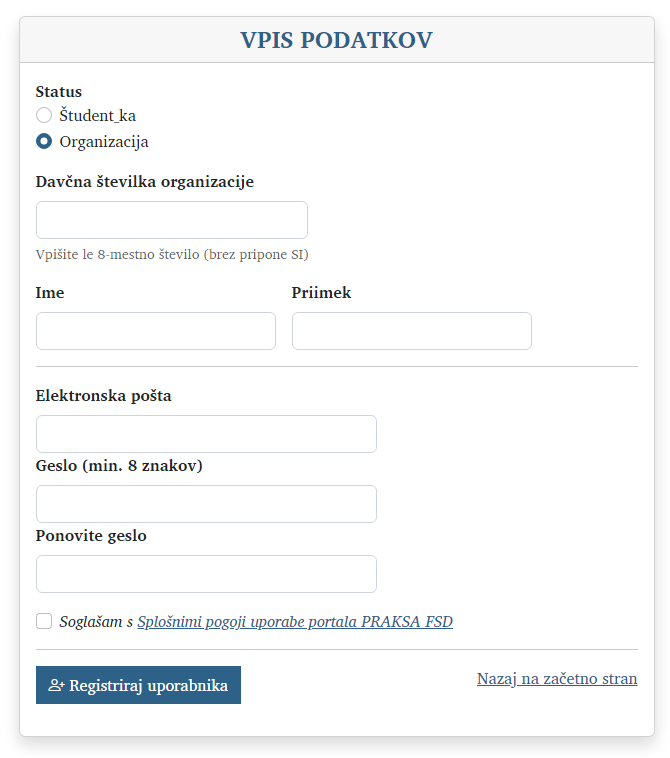 VPIS PODATKOV
Status
Študent_ka
Organizacija
Davčna številka organizacije
Vpišite le 8-mestno število (brez pripone SI)
Ime Priimek
Elektronska pošta
Geslo (min. 8 znakov)
Ponovite geslo
Soglašam s Splošnimi pogoji uporabe portala PRAKSA FSD
Registriraj uporabnika Nazaj na začetno stran